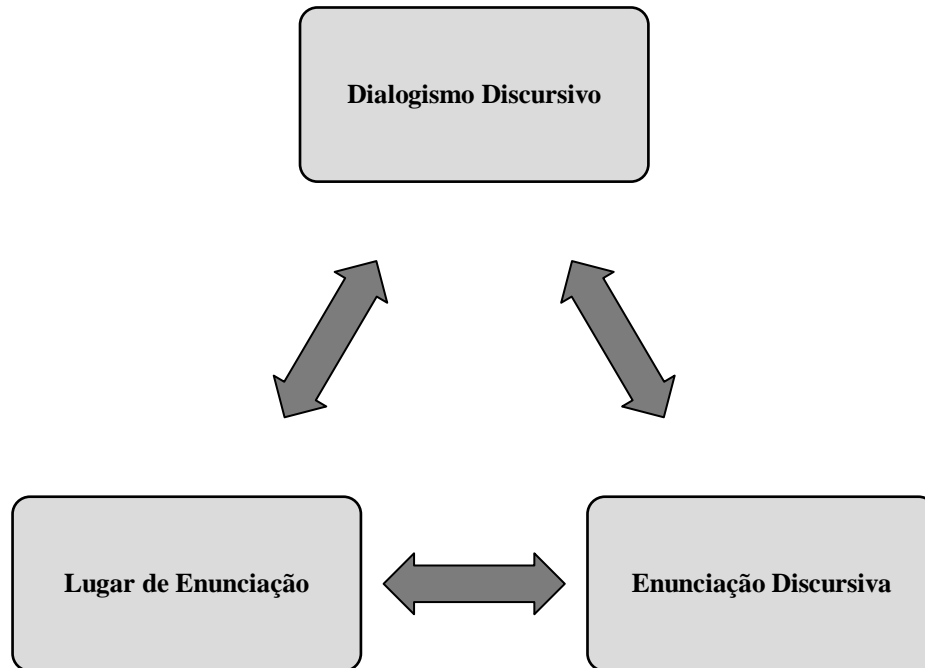 Dialogismo Discursivo
Lugar de Enunciação
Enunciação Discursiva